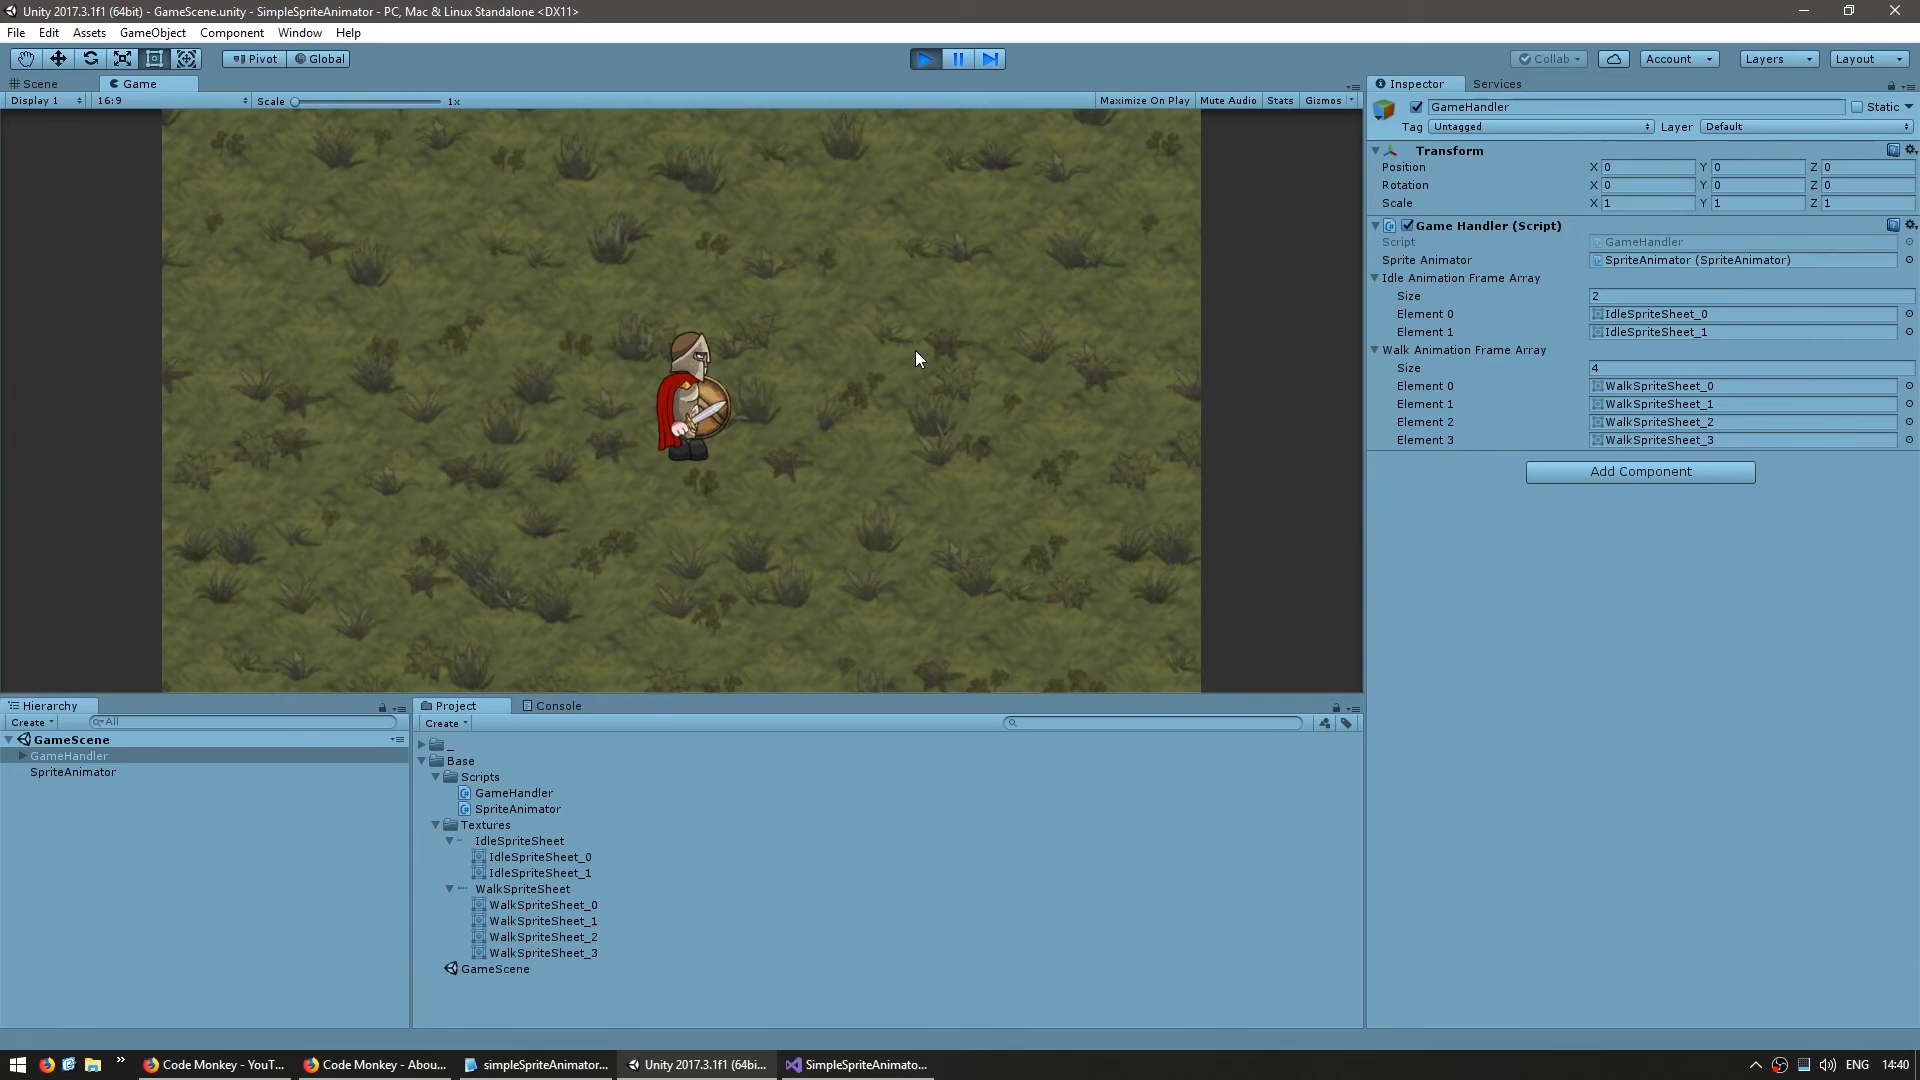 Unity 2017.3.1f1 (64bit) - GameScene.unity - SimpleSpriteAnimator - PC, Mac & Linux Standalone <DX11>
File Edit Assets GameObject Component Window Help
Pivot Global Collab Account Layers Layout
Scene Game Inspector Services
Display 1 16:9 Scale 1x Maximize On Play Mute Audio Stats Gizmos
GameHandler Static
Tag Untagged Layer Default
Transform
Position X 0 Y 0 Z 0
Rotation X 0 Y 0 Z 0
Scale X 1 Y 1 Z 1
Game Handler (Script)
Script GameHandler
Sprite Animator SpriteAnimator (SpriteAnimator)
Idle Animation Frame Array
Size 2
Element 0 IdleSpriteSheet_0
Element 1 IdleSpriteSheet_1
Walk Animation Frame Array
Size 4
Element 0 WalkSpriteSheet_0
Element 1 WalkSpriteSheet_1
Element 2 WalkSpriteSheet_2
Element 3 WalkSpriteSheet_3
Add Component
Hierarchy
Create All
GameScene
GameHandler
SpriteAnimator
Project Console
Create
_
Base
Scripts
GameHandler
SpriteAnimator
Textures
IdleSpriteSheet
IdleSpriteSheet_0
IdleSpriteSheet_1
WalkSpriteSheet
WalkSpriteSheet_0
WalkSpriteSheet_1
WalkSpriteSheet_2
WalkSpriteSheet_3
GameScene
Code Monkey - YouT... Code Monkey - Abou... simpleSpriteAnimator... Unity 2017.3.1f1 (64bi... SimpleSpriteAnimato... ENG 14:40